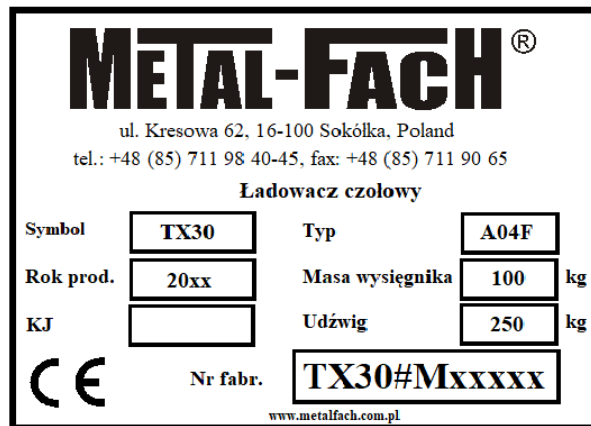 METAL-FACH®
ul. Kresowa 62, 16-100 Sokółka, Poland
tel.: +48 (85) 711 98 40-45, fax: +48 (85) 711 90 65
Ładowacz czołowy
Symbol TX30 Typ A04F
Rok prod. 20xx Masa wysięgnika 100 kg
KJ Udźwig 250 kg
CE Nr fabr. TX30#Mxxxxx
www.metalfach.com.pl